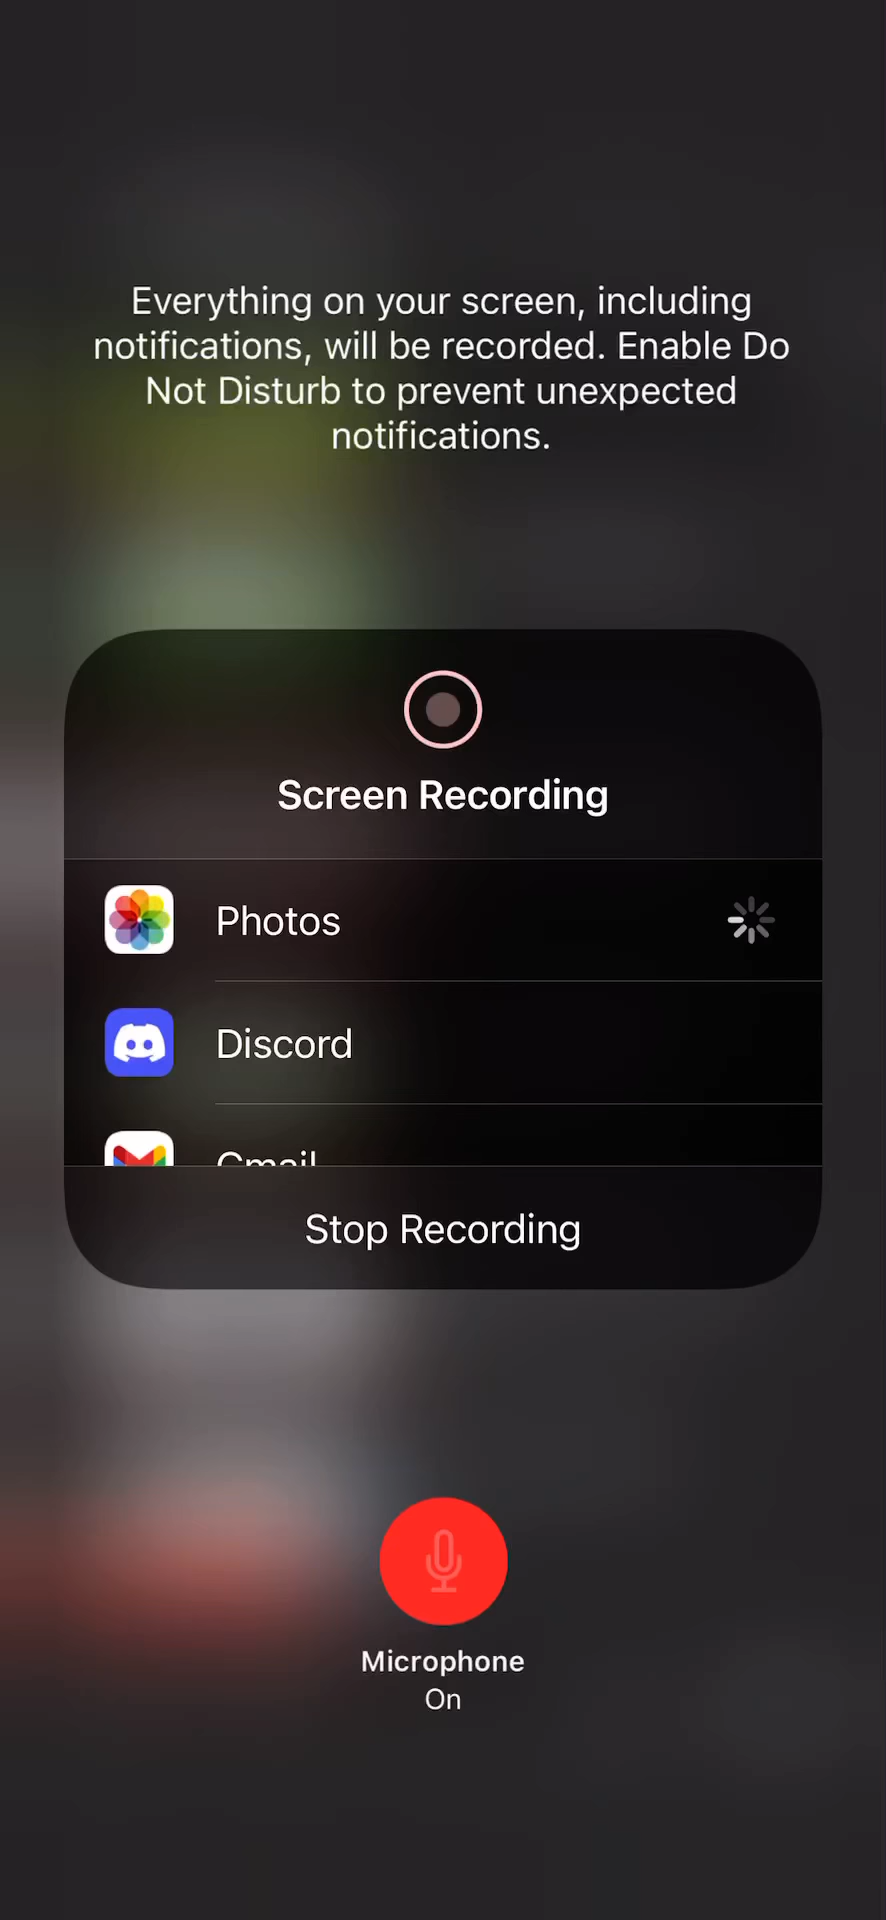 Everything on your screen, including
notifications, will be recorded. Enable Do
Not Disturb to prevent unexpected
notifications.
Screen Recording
Photos
Discord
Gmail
Stop Recording
Microphone
On